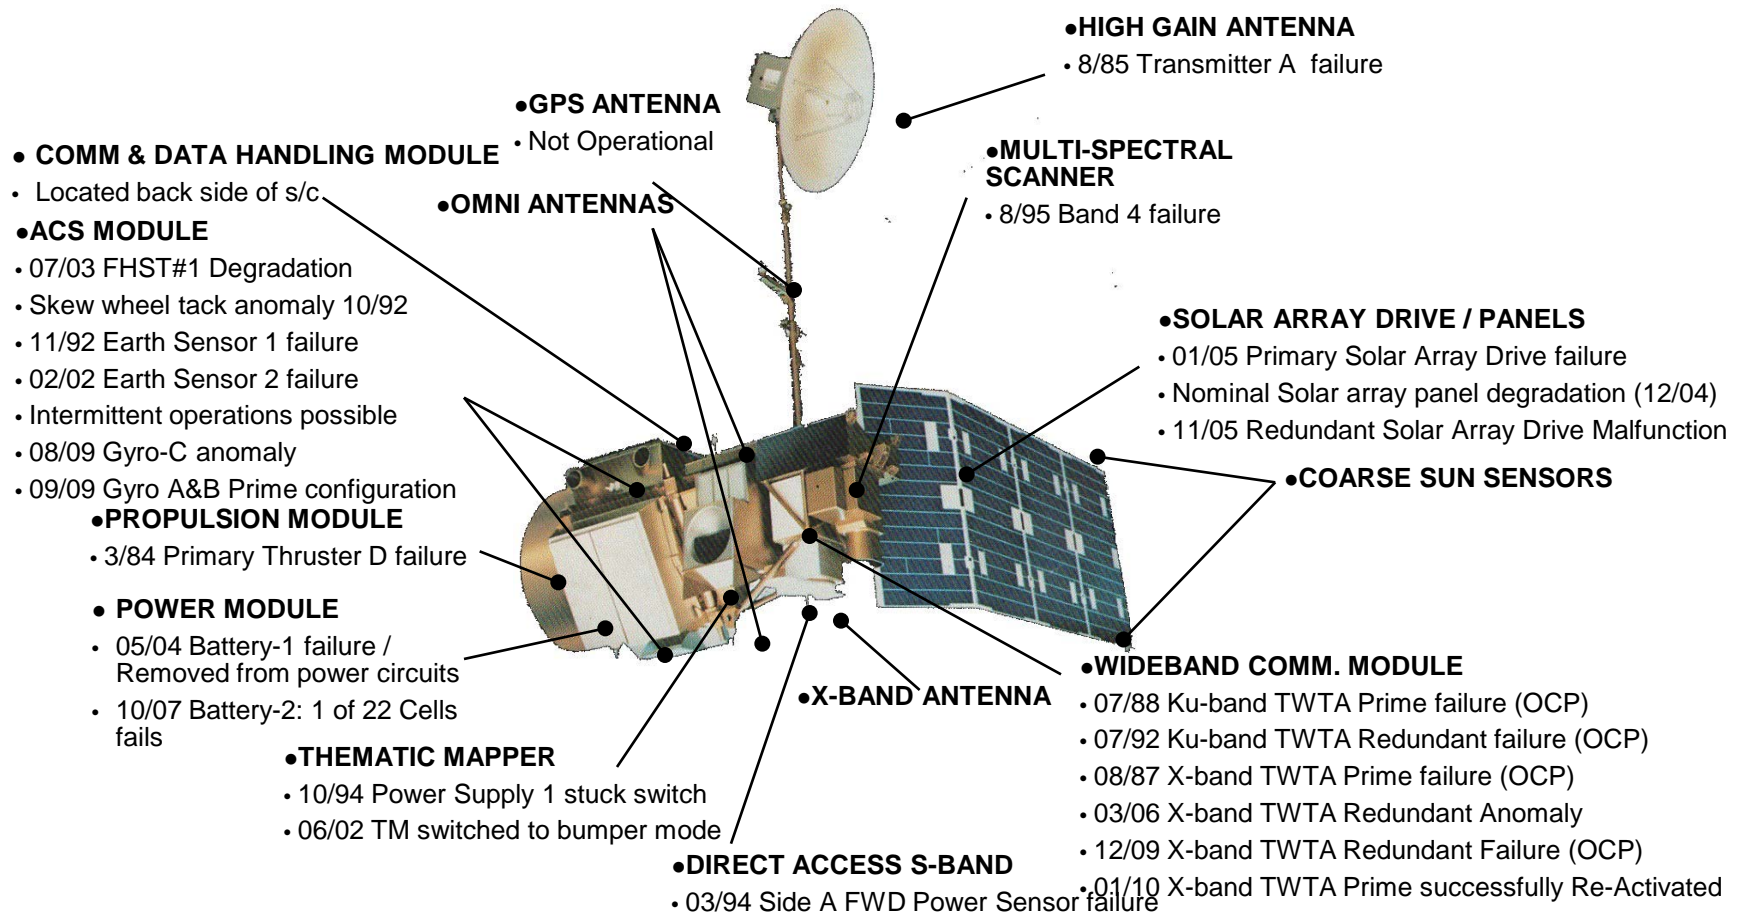 ●HIGH GAIN ANTENNA
• 8/85 Transmitter A failure
●GPS ANTENNA
• Not Operational
● COMM & DATA HANDLING MODULE
• Located back side of s/c
●OMNI ANTENNAS
●MULTI-SPECTRAL
SCANNER
• 8/95 Band 4 failure
●ACS MODULE
• 07/03 FHST#1 Degradation
• Skew wheel tack anomaly 10/92
• 11/92 Earth Sensor 1 failure
• 02/02 Earth Sensor 2 failure
• Intermittent operations possible
• 08/09 Gyro-C anomaly
• 09/09 Gyro A&B Prime configuration
●SOLAR ARRAY DRIVE / PANELS
• 01/05 Primary Solar Array Drive failure
• Nominal Solar array panel degradation (12/04)
• 11/05 Redundant Solar Array Drive Malfunction
●COARSE SUN SENSORS
●PROPULSION MODULE
• 3/84 Primary Thruster D failure
● POWER MODULE
• 05/04 Battery-1 failure /
Removed from power circuits
• 10/07 Battery-2: 1 of 22 Cells
fails
●THEMATIC MAPPER
• 10/94 Power Supply 1 stuck switch
• 06/02 TM switched to bumper mode
●X-BAND ANTENNA
●DIRECT ACCESS S-BAND
• 03/94 Side A FWD Power Sensor failure
●WIDEBAND COMM. MODULE
• 07/88 Ku-band TWTA Prime failure (OCP)
• 07/92 Ku-band TWTA Redundant failure (OCP)
• 08/87 X-band TWTA Prime failure (OCP)
• 03/06 X-band TWTA Redundant Anomaly
• 12/09 X-band TWTA Redundant Failure (OCP)
• 01/10 X-band TWTA Prime successfully Re-Activated